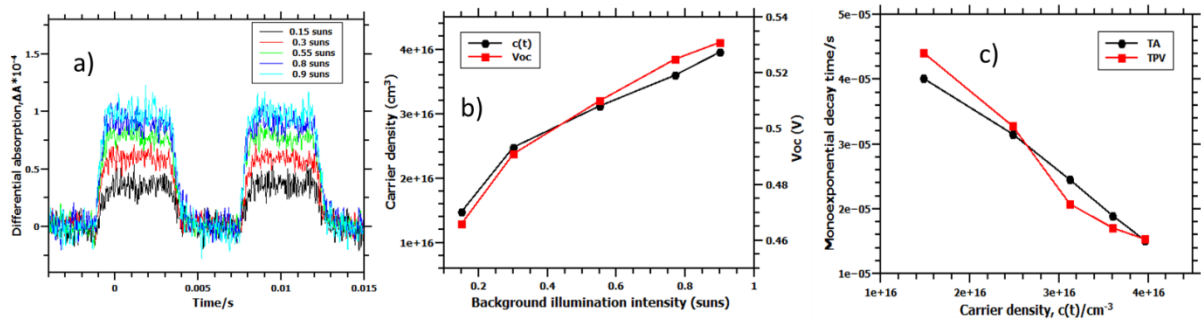 a)
0.15 suns
0.3 suns
0.55 suns
0.8 suns
0.9 suns
Differential absorption,ΔA*10⁻⁴
1.5
1
0.5
0
0 0.005 0.01 0.015
Time/s
b)
c(t)
Voc
Carrier density (cm³)
4e+16
3e+16
2e+16
1e+16
0.54
0.52
0.5
0.48
0.46
Voc (V)
0.2 0.4 0.6 0.8 1
Background illumination intensity (suns)
c)
TA
TPV
Monoexponential decay time/s
5e-05
4e-05
3e-05
2e-05
1e-05
1e+16 2e+16 3e+16 4e+16
Carrier density, c(t)/cm⁻³